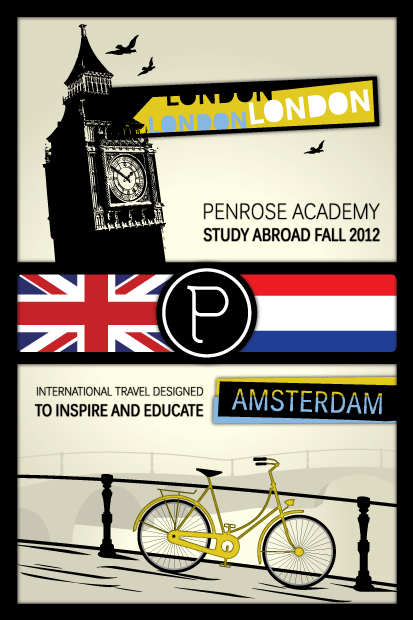 LONDON
LONDON LONDON
PENROSE ACADEMY
STUDY ABROAD FALL 2012
P
INTERNATIONAL TRAVEL DESIGNED
TO INSPIRE AND EDUCATE
AMSTERDAM